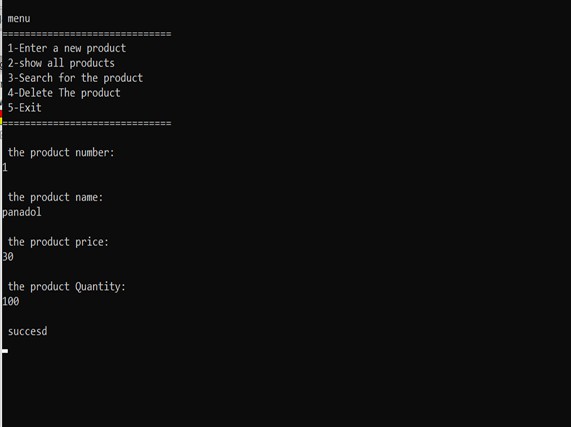 menu
==============================
1-Enter a new product
2-show all products
3-Search for the product
4-Delete The product
5-Exit
==============================
the product number:
1
the product name:
panadol
the product price:
30
the product Quantity:
100
succesd